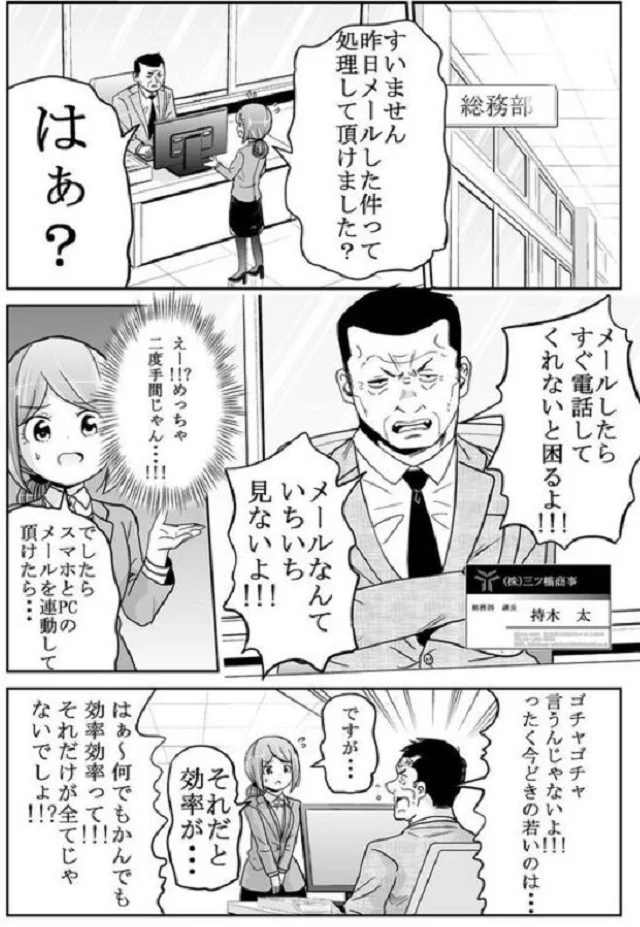 総務部
すいません
昨日メールした件って
処理して頂けました？
はぁ？
メールしたら
すぐ電話して
くれないと困るよ!!!
メールなんて
いちいち
見ないよ!!!
(株)三ツ橋商事
総務部 課長
持木 太
えー!!?めっちゃ
二度手間じゃん・・・!!!
でしたら
スマホとPCの
メールを連動して
頂けたら・・・
ゴチャゴチャ
言うんじゃないよ!!!
ったく今どきの若いのは・・・
ですが・・・
それだと
効率が・・・
はぁ～何でもかんでも
効率効率って!!!
それだけが全てじゃ
ないでしょ!!?